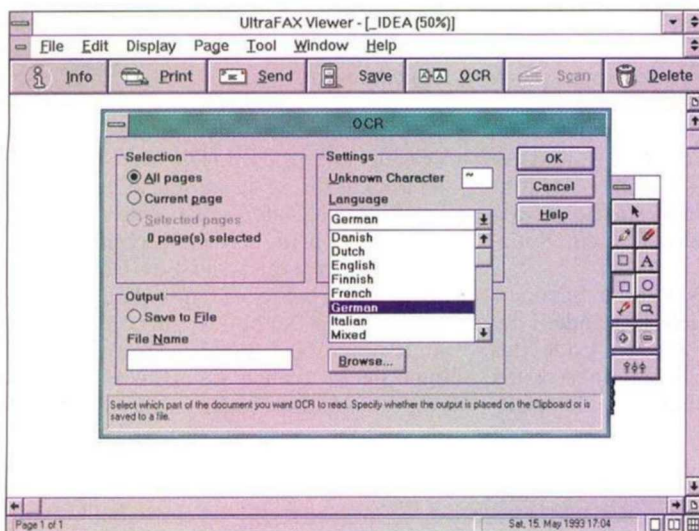 UltraFAX Viewer - [_IDEA (50%)]
File Edit Display Page Tool Window Help
Info Print Send Save OCR Scan Delete
OCR
Selection
All pages
Current page
Selected pages
0 page(s) selected
Settings
Unknown Character ~
Language
German
Danish
Dutch
English
Finnish
French
German
Italian
Mixed
OK
Cancel
Help
Output
Save to File
File Name
Browse...
Select which part of the document you want OCR to read. Specify whether the output is placed on the Clipboard or is
saved to a file.
A
Page 1 of 1
Sat, 15. May 1993 17:04